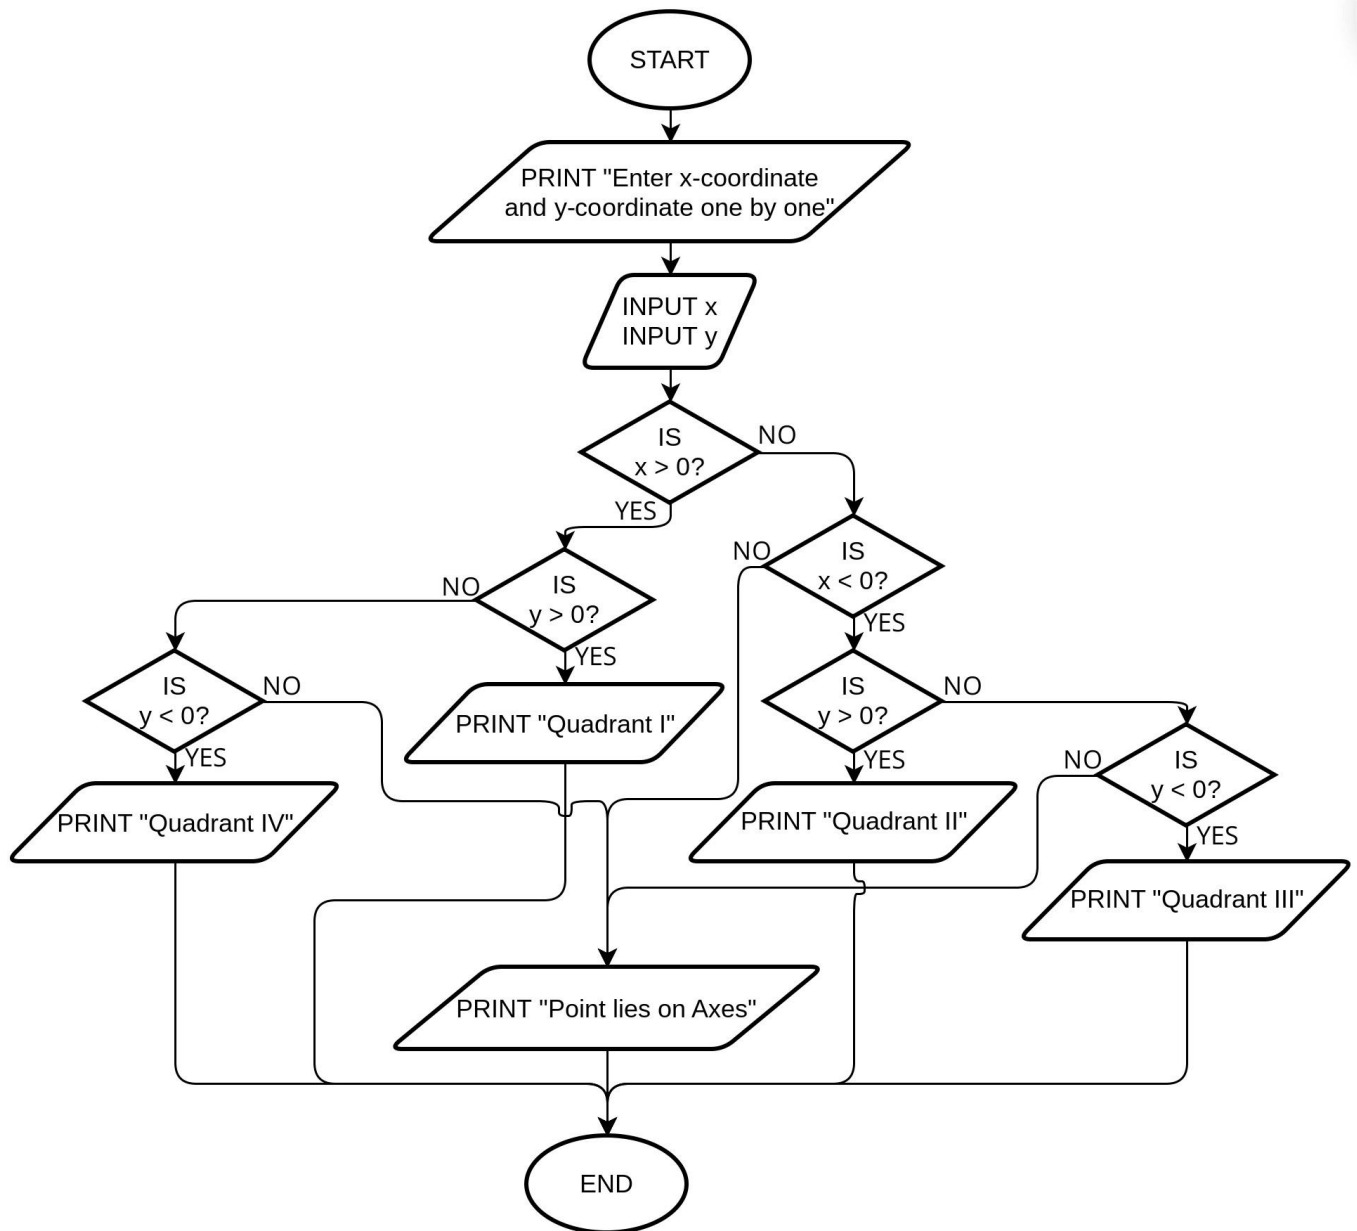 START
PRINT "Enter x-coordinate
and y-coordinate one by one"
INPUT x
INPUT y
IS
x > 0?
NO
YES
IS
x < 0?
NO
YES
IS
y > 0?
NO
YES
IS
y < 0?
NO
YES
PRINT "Quadrant I"
IS
y > 0?
NO
YES
IS
y < 0?
NO
YES
PRINT "Quadrant IV"
PRINT "Quadrant II"
PRINT "Quadrant III"
PRINT "Point lies on Axes"
END